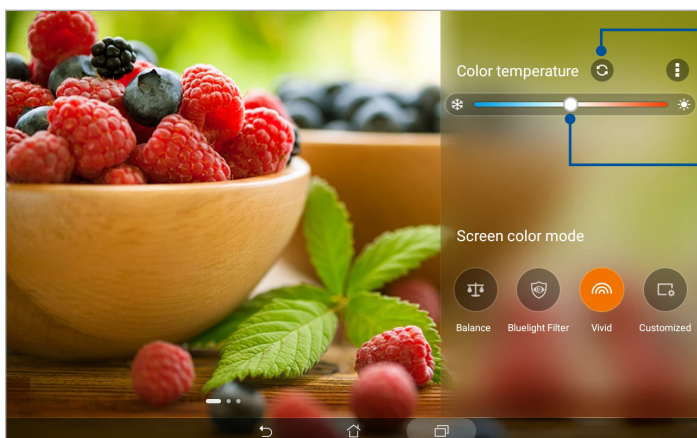 Color temperature
Screen color mode
Balance
Bluelight Filter
Vivid
Customized